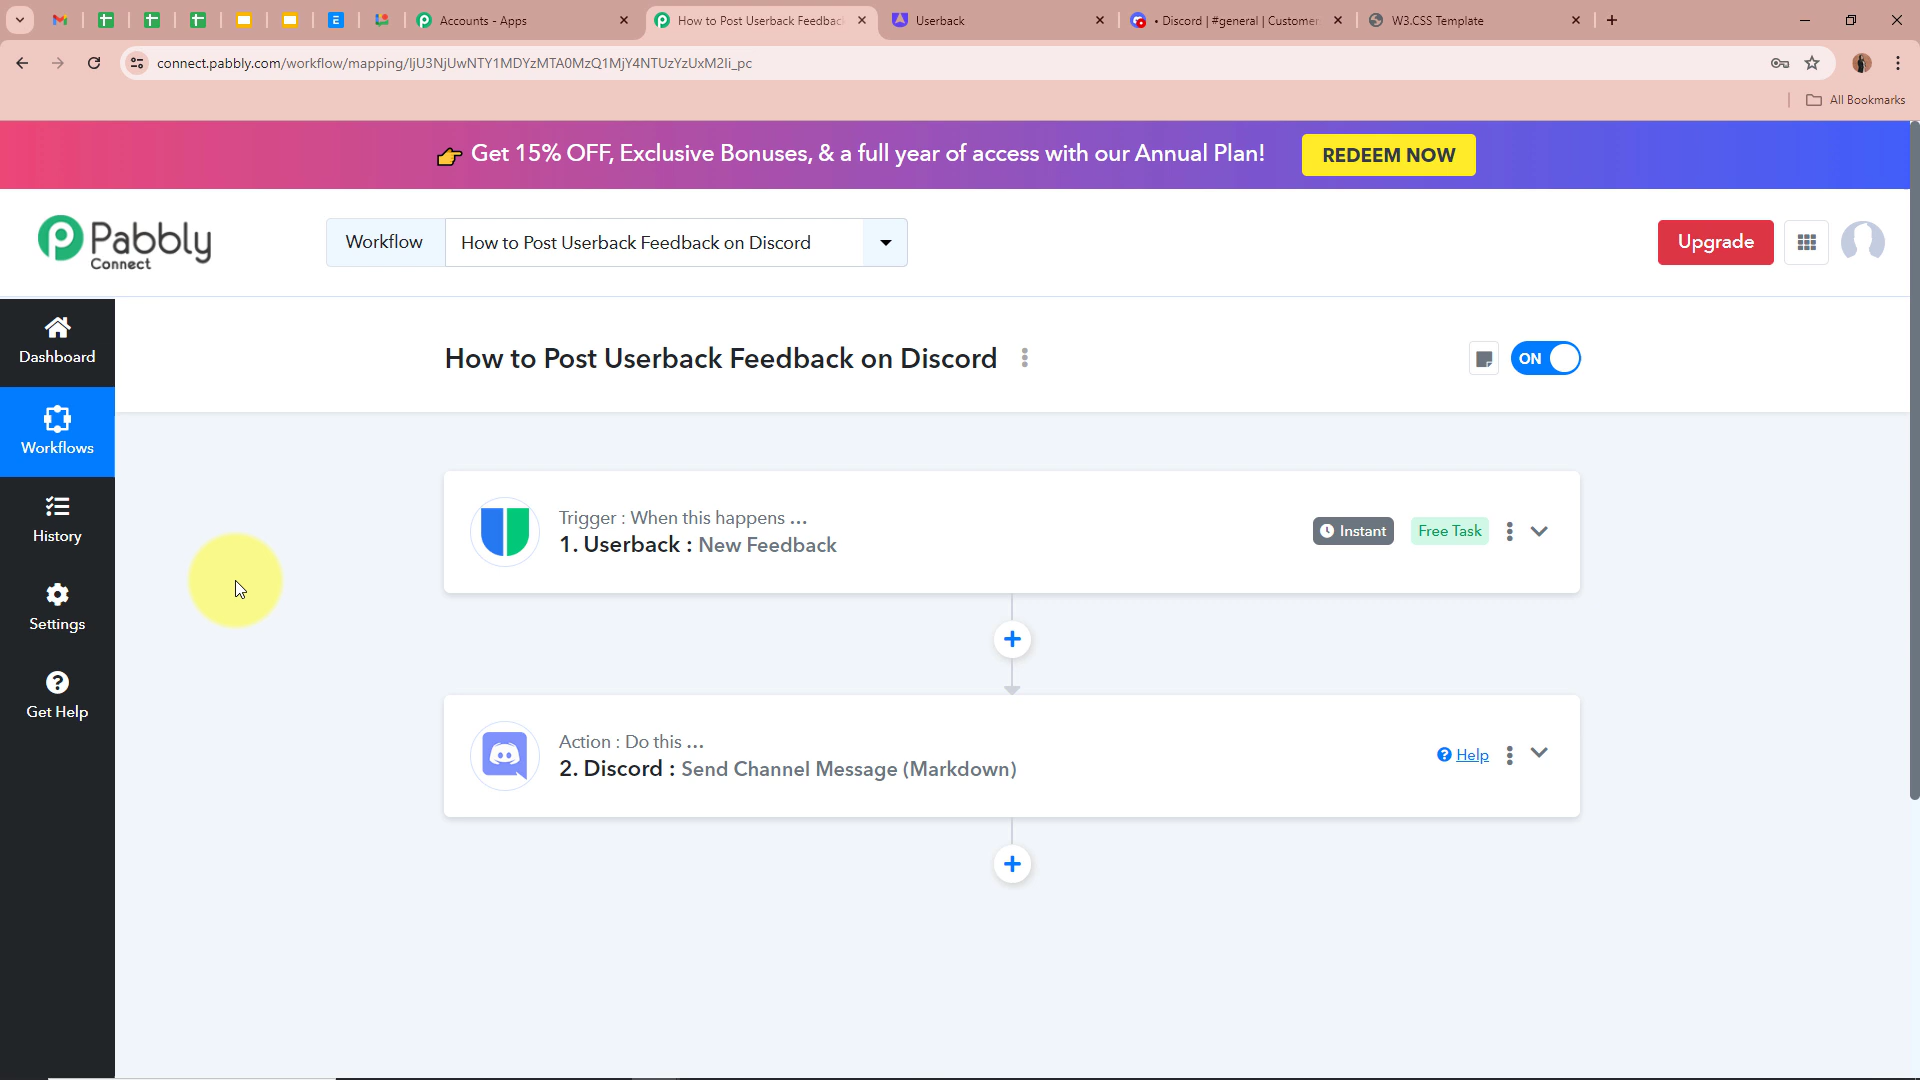 Accounts - Apps
How to Post Userback Feedback
Userback
• Discord | #general | Customer
W3.CSS Template
connect.pabbly.com/workflow/mapping/IjU3NjUwNTY1MDYzMTA0MzQ1MjY4NTUzYzUxM2Ii_pc
All Bookmarks
👉 Get 15% OFF, Exclusive Bonuses, & a full year of access with our Annual Plan!
REDEEM NOW
Pabbly
Connect
Workflow
How to Post Userback Feedback on Discord
Upgrade
Dashboard
Workflows
History
Settings
Get Help
How to Post Userback Feedback on Discord
ON
Trigger : When this happens ...
1. Userback : New Feedback
Instant
Free Task
Action : Do this ...
2. Discord : Send Channel Message (Markdown)
Help